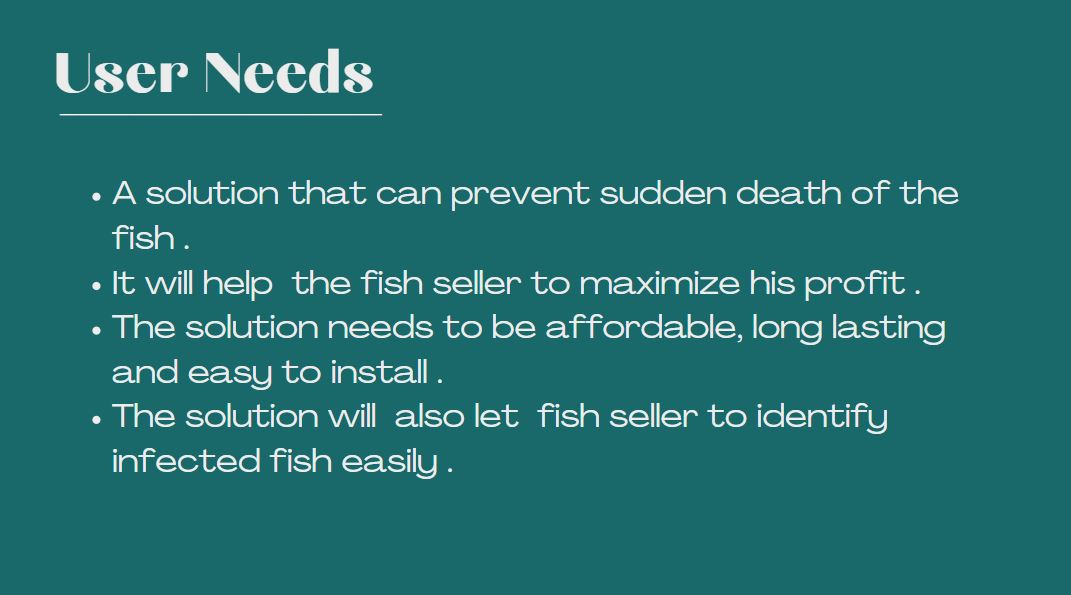 User Needs
• A solution that can prevent sudden death of the
fish .
• It will help  the fish seller to maximize his profit .
• The solution needs to be affordable, long lasting
and easy to install .
• The solution will  also let  fish seller to identify
infected fish easily .